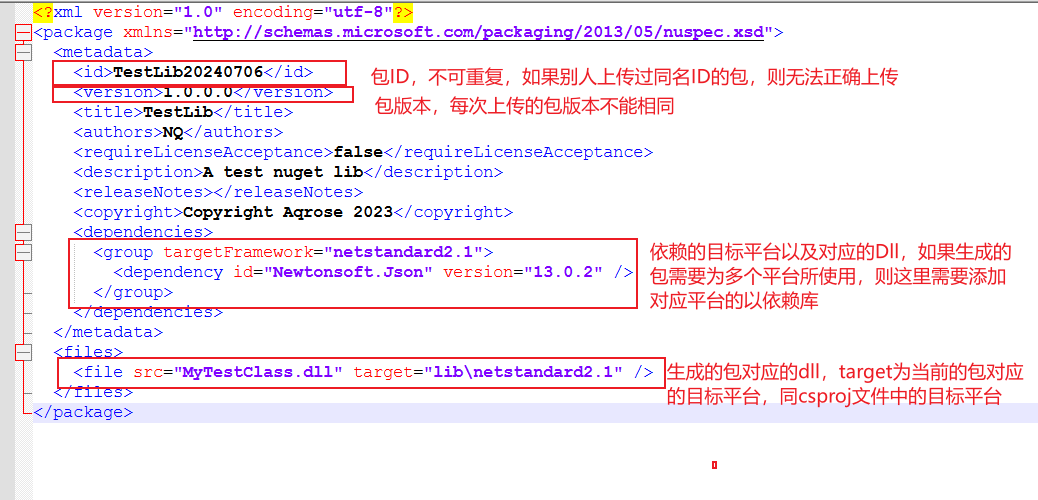 <?xml version="1.0" encoding="utf-8"?>
<package xmlns="http://schemas.microsoft.com/packaging/2013/05/nuspec.xsd">
<metadata>
<id>TestLib20240706</id>
包ID，不可重复，如果别人上传过同名ID的包，则无法正确上传
<version>1.0.0.0</version>
包版本，每次上传的包版本不能相同
<title>TestLib</title>
<authors>NQ</authors>
<requireLicenseAcceptance>false</requireLicenseAcceptance>
<description>A test nuget lib</description>
<releaseNotes></releaseNotes>
<copyright>Copyright Aqrose 2023</copyright>
<dependencies>
<group targetFramework="netstandard2.1">
<dependency id="Newtonsoft.Json" version="13.0.2" />
</group>
依赖的目标平台以及对应的Dll，如果生成的
包需要为多个平台所使用，则这里需要添加
对应平台的以依赖库
</dependencies>
</metadata>
<files>
<file src="MyTestClass.dll" target="lib\netstandard2.1" />
生成的包对应的dll，target为当前的包对应
的目标平台，同csproj文件中的目标平台
</files>
</package>